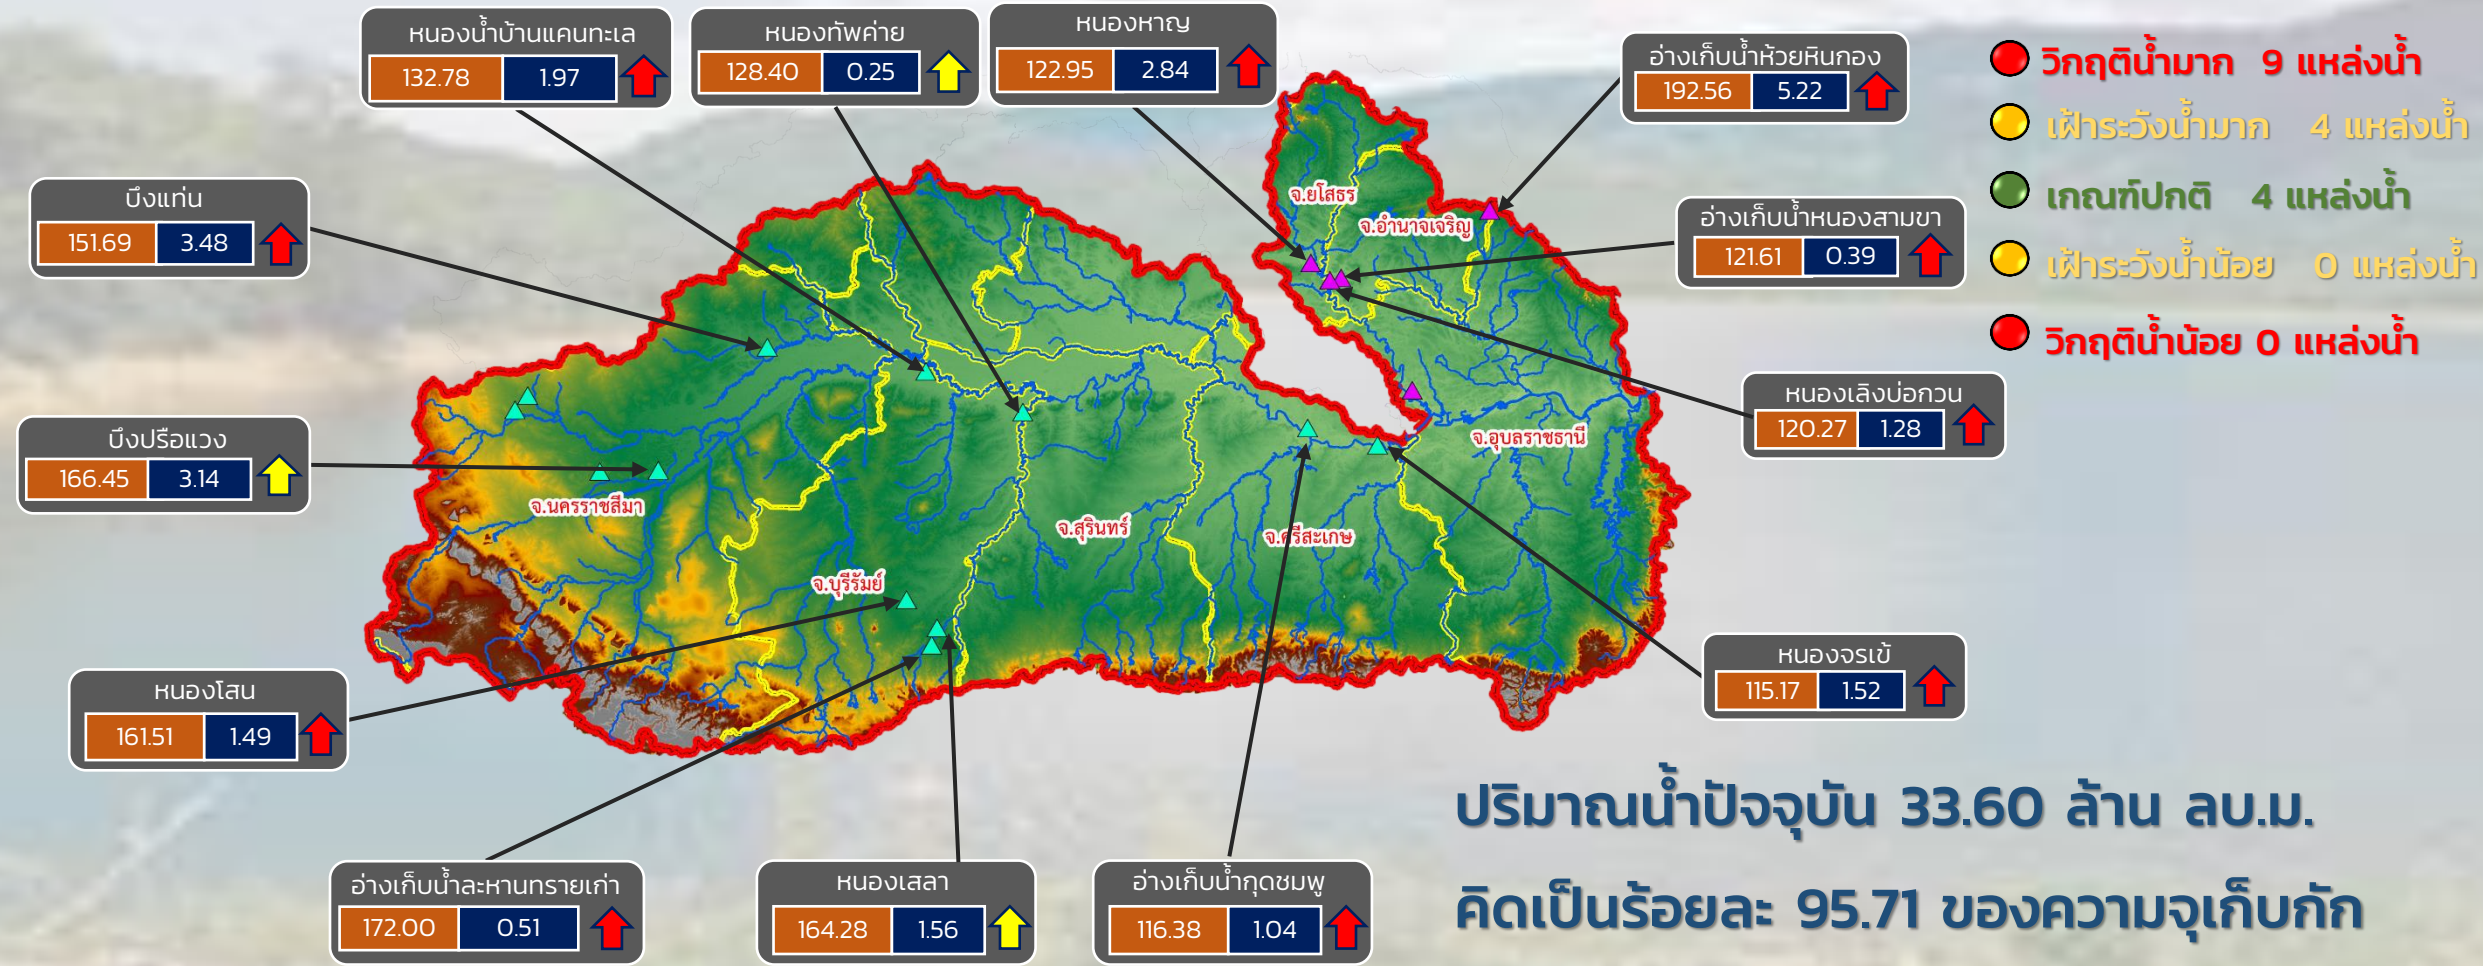 หนองน้ำบ้านแคนทะเล
132.78 1.97
หนองทัพค่าย
128.40 0.25
หนองหาญ
122.95 2.84
อ่างเก็บน้ำห้วยหินกอง
192.56 5.22
วิกฤติน้ำมาก 9 แหล่งน้ำ
เฝ้าระวังน้ำมาก 4 แหล่งน้ำ
เกณฑ์ปกติ 4 แหล่งน้ำ
เฝ้าระวังน้ำน้อย 0 แหล่งน้ำ
วิกฤติน้ำน้อย 0 แหล่งน้ำ
บึงแท่น
151.69 3.48
อ่างเก็บน้ำหนองสามขา
121.61 0.39
จ.ยโสธร
จ.อำนาจเจริญ
บึงปรือแวง
166.45 3.14
หนองเลิงบ่อกวน
120.27 1.28
จ.อุบลราชธานี
จ.นครราชสีมา
จ.สุรินทร์
จ.ศรีสะเกษ
จ.บุรีรัมย์
หนองโสน
161.51 1.49
หนองจรเข้
115.17 1.52
อ่างเก็บน้ำละหานทรายเก่า
172.00 0.51
หนองเสลา
164.28 1.56
อ่างเก็บน้ำกุดชมพู
116.38 1.04
ปริมาณน้ำปัจจุบัน 33.60 ล้าน ลบ.ม.
คิดเป็นร้อยละ 95.71 ของความจุเก็บกัก